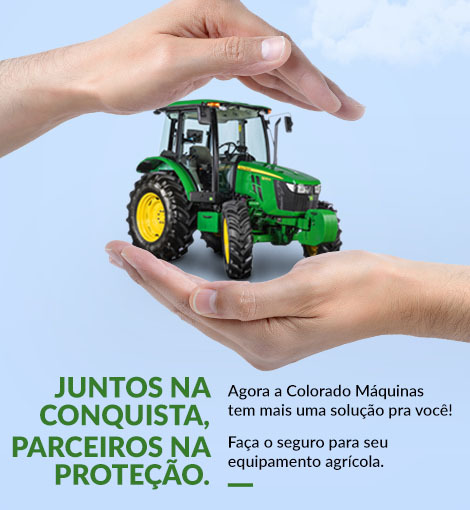 JUNTOS NA
CONQUISTA,
PARCEIROS NA
PROTEÇÃO.
Agora a Colorado Máquinas
tem mais uma solução pra você!
Faça o seguro para seu
equipamento agrícola.